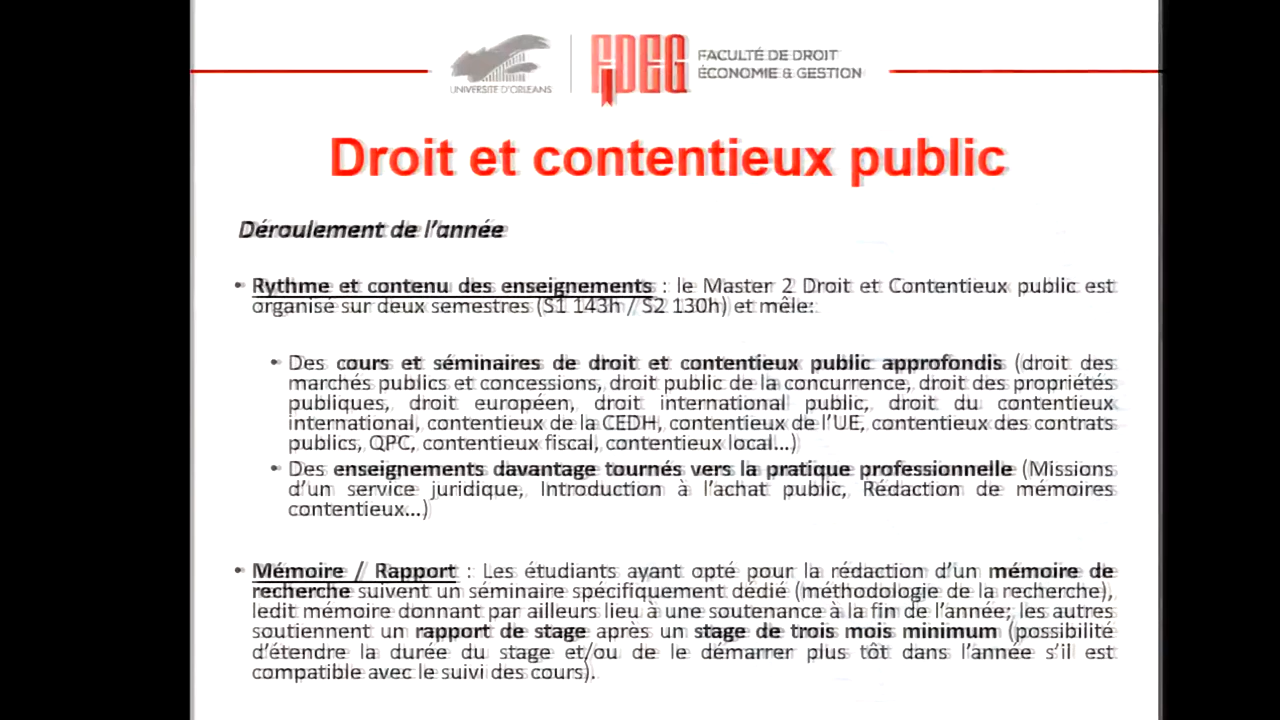 UNIVERSITÉ D'ORLÉANS
FDEG
FACULTÉ DE DROIT
ÉCONOMIE & GESTION
Droit et contentieux public
Déroulement de l'année
• Rythme et contenu des enseignements : le Master 2 Droit et Contentieux public est
organisé sur deux semestres (S1 143h / S2 130h) et mêle:
• Des cours et séminaires de droit et contentieux public approfondis (droit des
marchés publics et concessions, droit public de la concurrence, droit des propriétés
publiques, droit européen, droit international public, droit du contentieux
international, contentieux de la CEDH, contentieux de l'UE, contentieux des contrats
publics, QPC, contentieux fiscal, contentieux local...)
• Des enseignements davantage tournés vers la pratique professionnelle (Missions
d'un service juridique, Introduction à l'achat public, Rédaction de mémoires
contentieux...)
• Mémoire / Rapport : Les étudiants ayant opté pour la rédaction d'un mémoire de
recherche suivent un séminaire spécifiquement dédié (méthodologie de la recherche),
ledit mémoire donnant par ailleurs lieu à une soutenance à la fin de l'année; les autres
soutiennent un rapport de stage après un stage de trois mois minimum (possibilité
d'étendre la durée du stage et/ou de le démarrer plus tôt dans l'année s'il est
compatible avec le suivi des cours).